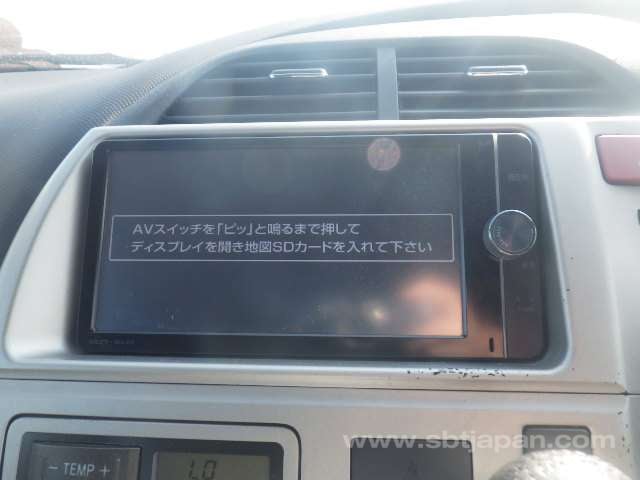 AVスイッチを「ピッ」と鳴るまで押して
ディスプレイを開き地図SDカードを入れて下さい
- TEMP +
LO
A
www.sbtjapan.com